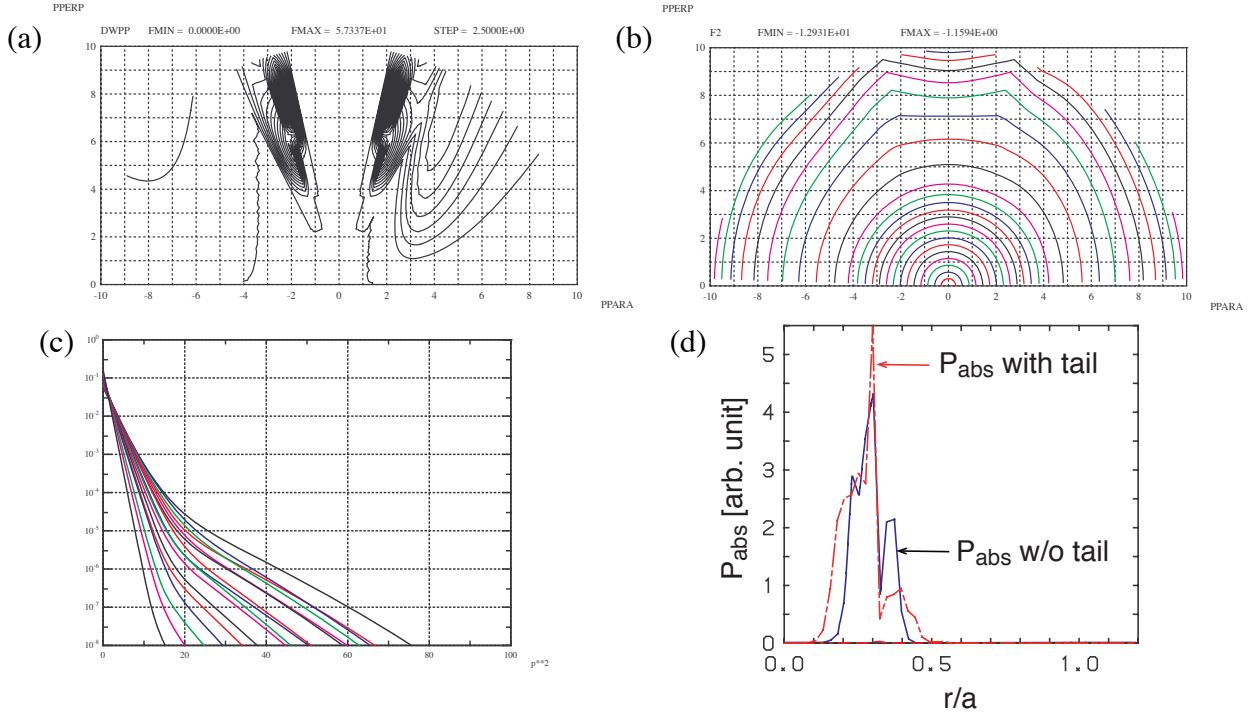 PPERP
(a)
DWPP FMIN = 0.0000E+00 FMAX = 5.7337E+01 STEP = 2.5000E+00
10
8
6
4
2
0
-10 -8 -6 -4 -2 0 2 4 6 8 10
PPARA
PPERP
(b)
F2 FMIN = -1.2931E+01 FMAX = -1.1594E+00
10
8
6
4
2
0
-10 -8 -6 -4 -2 0 2 4 6 8 10
PPARA
(c)
10^0
10^-1
10^-2
10^-3
10^-4
10^-5
10^-6
10^-7
10^-8
0 20 40 60 80 100
p**2
(d)
Pabs [arb. unit]
5
4
3
2
1
0
Pabs with tail
Pabs w/o tail
0.0 0.5 1.0
r/a